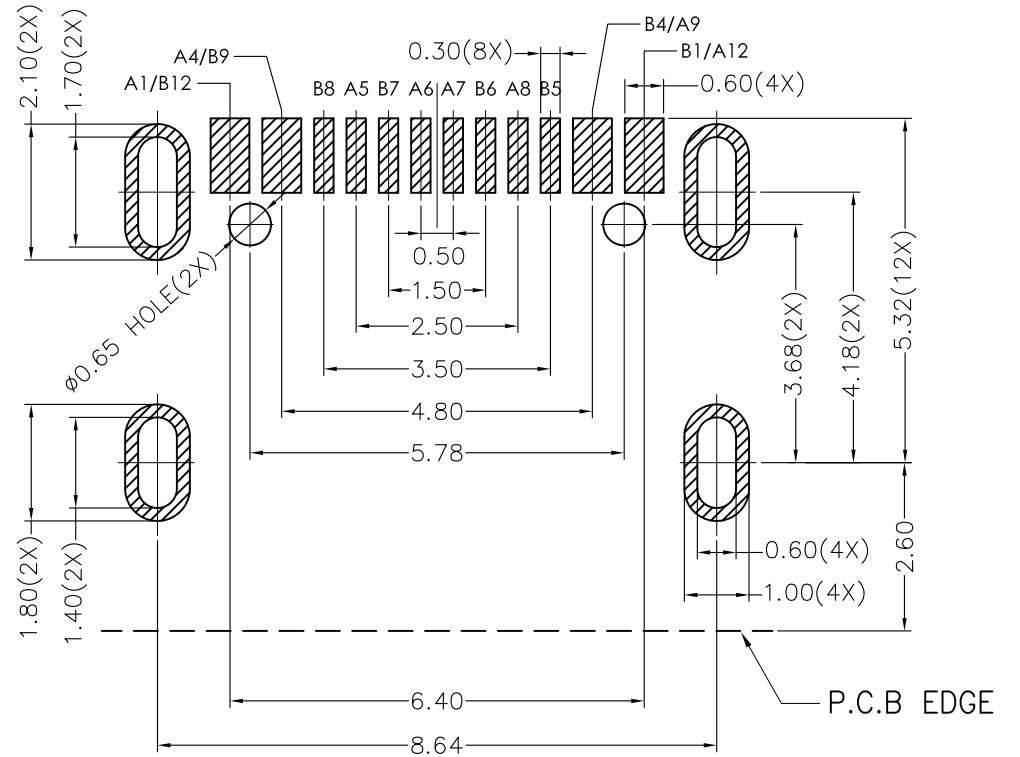 B4/A9
A4/B9
0.30(8X)
B1/A12
A1/B12
0.60(4X)
B8 A5 B7 A6 A7 B6 A8 B5
2.10(2X)
1.70(2X)
Ø0.65 HOLE(2X)
0.50
1.50
2.50
3.50
4.80
5.78
3.68(2X)
4.18(2X)
5.32(12X)
2.60
1.80(2X)
1.40(2X)
0.60(4X)
1.00(4X)
6.40
P.C.B EDGE
8.64